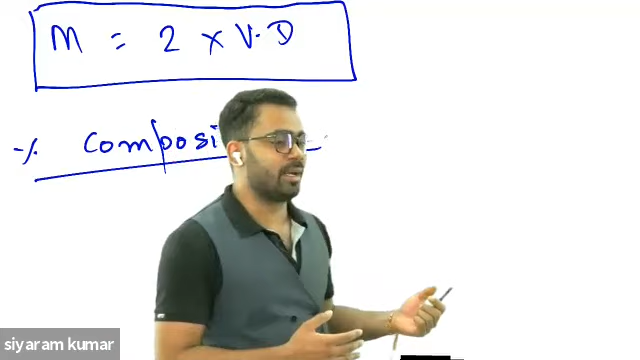 M = 2 × V.D
% Composi
siyaram kumar